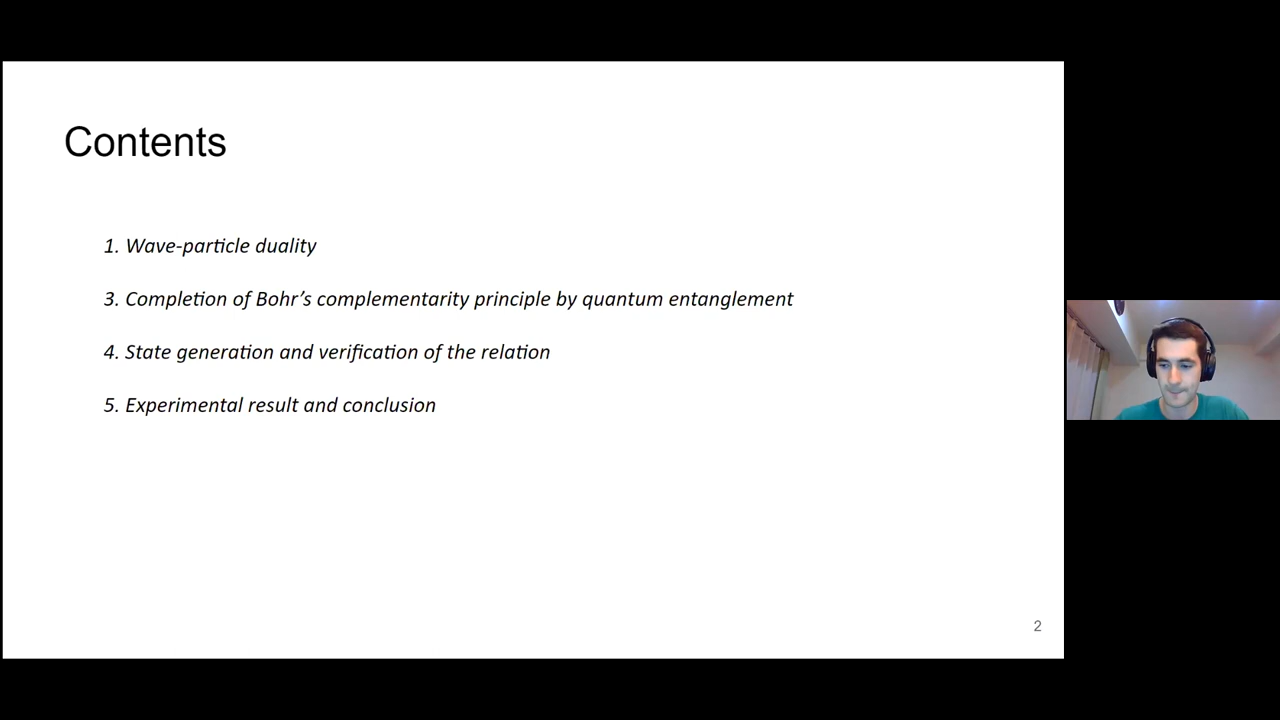 Contents
1. Wave-particle duality
3. Completion of Bohr’s complementarity principle by quantum entanglement
4. State generation and verification of the relation
5. Experimental result and conclusion
2